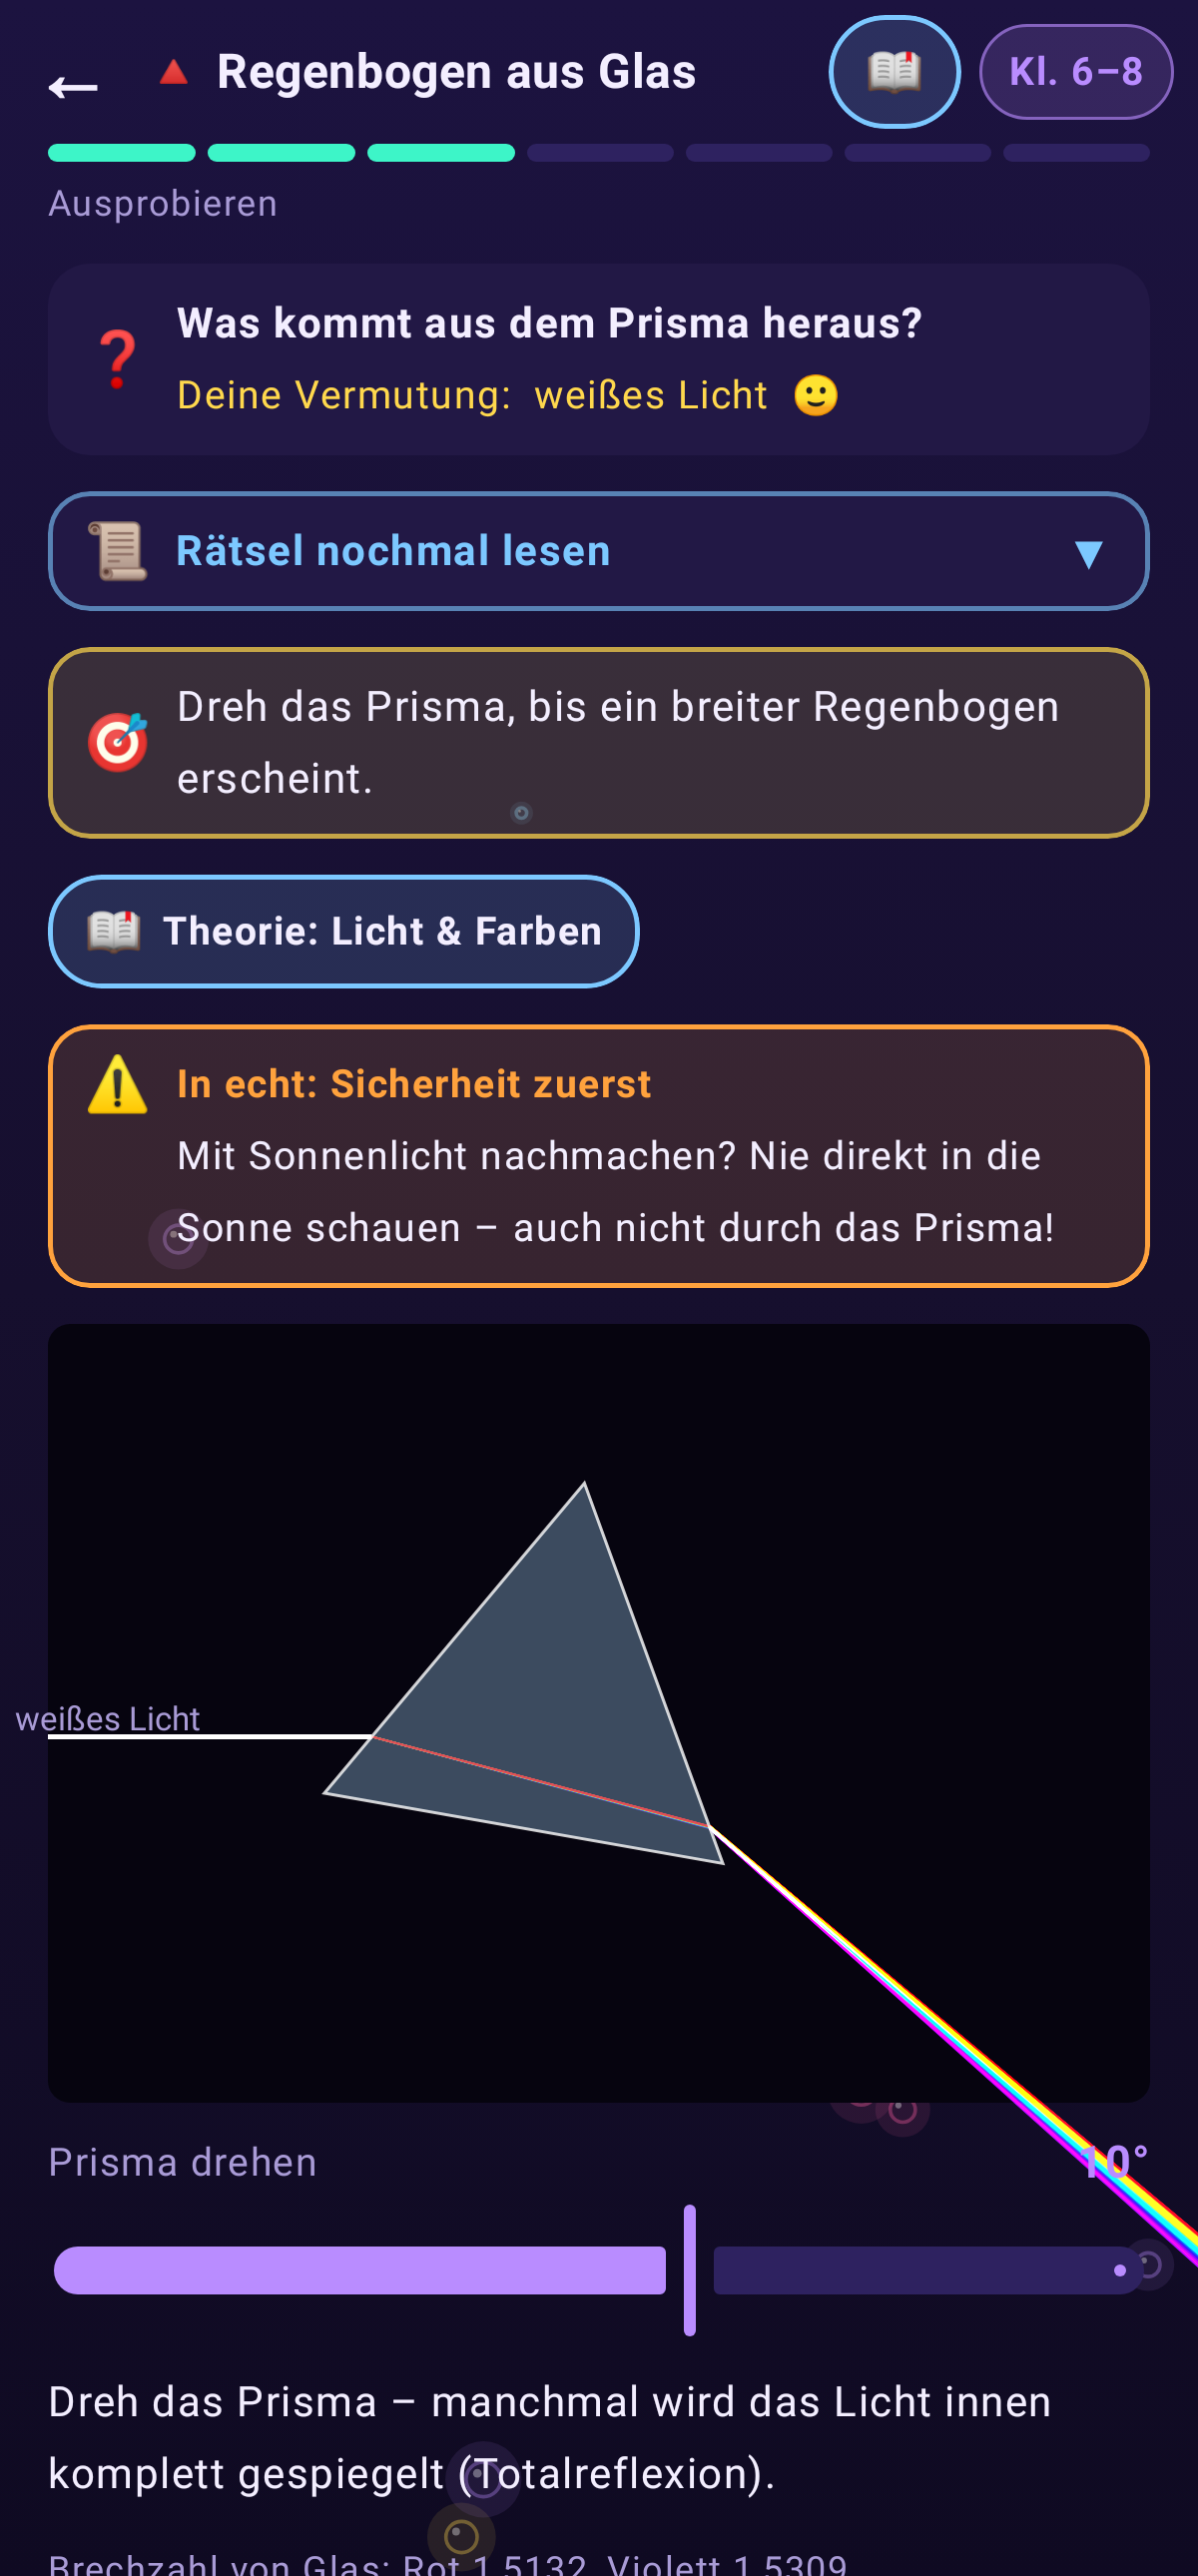 Regenbogen aus Glas
Kl. 6–8
Ausprobieren
Was kommt aus dem Prisma heraus?
Deine Vermutung: weißes Licht
Rätsel nochmal lesen
Dreh das Prisma, bis ein breiter Regenbogen
erscheint.
Theorie: Licht & Farben
In echt: Sicherheit zuerst
Mit Sonnenlicht nachmachen? Nie direkt in die
Sonne schauen – auch nicht durch das Prisma!
weißes Licht
Prisma drehen
10°
Dreh das Prisma – manchmal wird das Licht innen
komplett gespiegelt (Totalreflexion).
Brechzahl von Glas: Rot 1,5132, Violett 1,5309